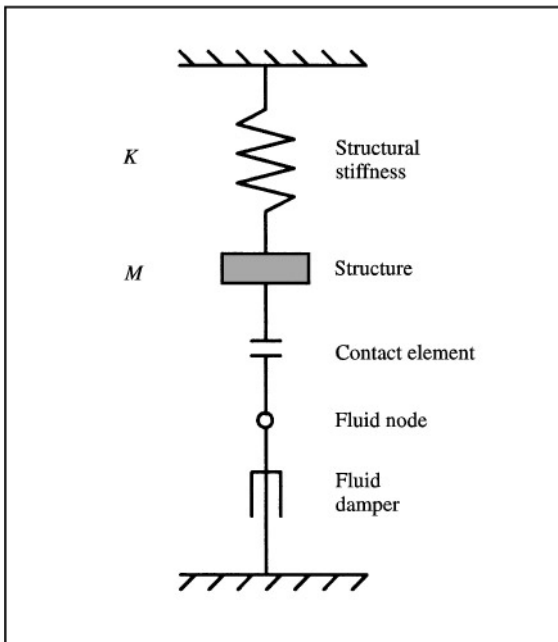 K
Structural
stiffness
M
Structure
Contact element
Fluid node
Fluid
damper